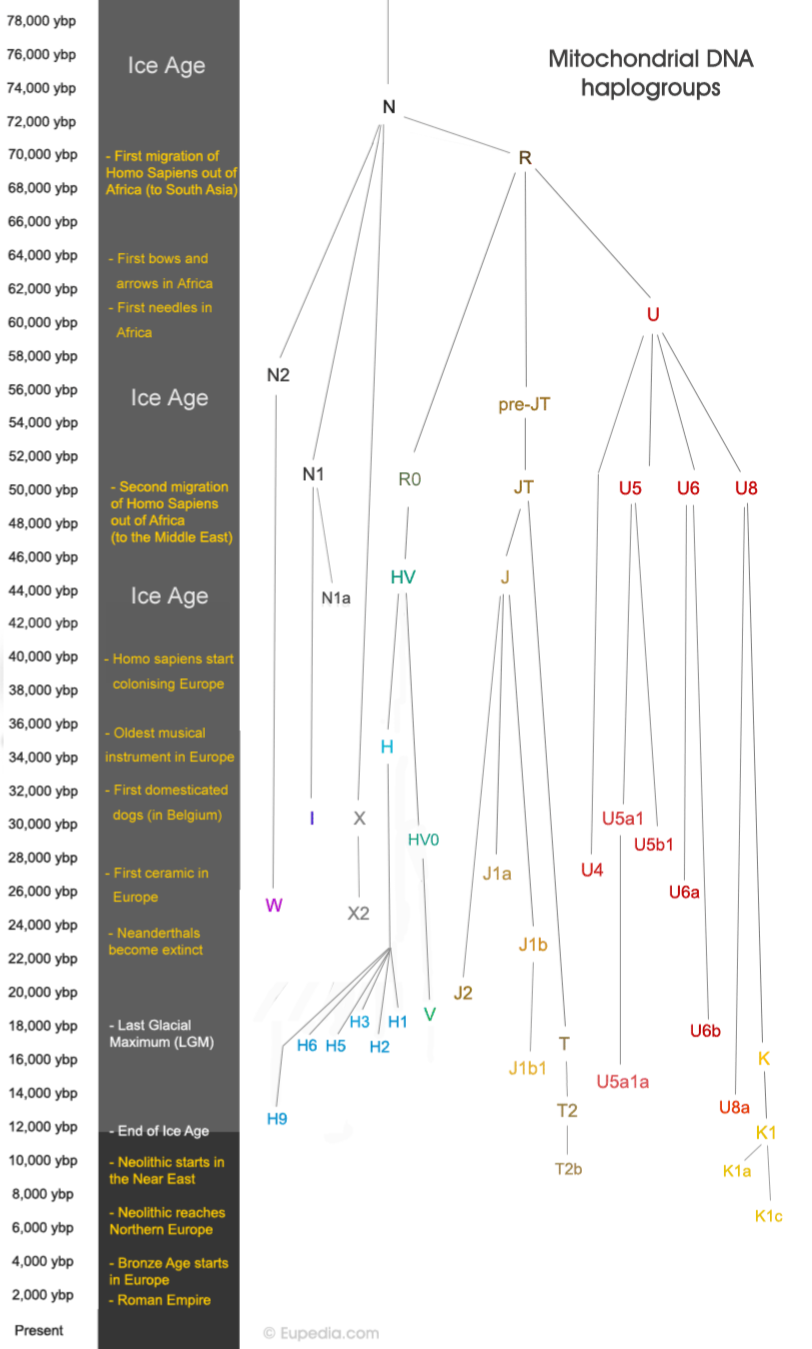 Mitochondrial DNA
haplogroups
78,000 ybp
76,000 ybp
74,000 ybp
72,000 ybp
70,000 ybp
68,000 ybp
66,000 ybp
64,000 ybp
62,000 ybp
60,000 ybp
58,000 ybp
56,000 ybp
54,000 ybp
52,000 ybp
50,000 ybp
48,000 ybp
46,000 ybp
44,000 ybp
42,000 ybp
40,000 ybp
38,000 ybp
36,000 ybp
34,000 ybp
32,000 ybp
30,000 ybp
28,000 ybp
26,000 ybp
24,000 ybp
22,000 ybp
20,000 ybp
18,000 ybp
16,000 ybp
14,000 ybp
12,000 ybp
10,000 ybp
8,000 ybp
6,000 ybp
4,000 ybp
2,000 ybp
Present
Ice Age
- First migration of
Homo Sapiens out of
Africa (to South Asia)
- First bows and
arrows in Africa
- First needles in
Africa
Ice Age
- Second migration
of Homo Sapiens
out of Africa
(to the Middle East)
Ice Age
- Homo sapiens start
colonising Europe
- Oldest musical
instrument in Europe
- First domesticated
dogs (in Belgium)
- First ceramic in
Europe
- Neanderthals
become extinct
- Last Glacial
Maximum (LGM)
- End of Ice Age
- Neolithic starts in
the Near East
- Neolithic reaches
Northern Europe
- Bronze Age starts
in Europe
- Roman Empire
N
R
U
N2
pre-JT
N1
R0
JT
U5
U6
U8
HV
J
N1a
H
I
X
U5a1
HV0
U5b1
J1a
U4
U6a
W
X2
J1b
J2
V
H3
H1
U6b
H6
H5
H2
T
K
J1b1
U5a1a
U8a
T2
H9
K1
T2b
K1a
K1c
© Eupedia.com